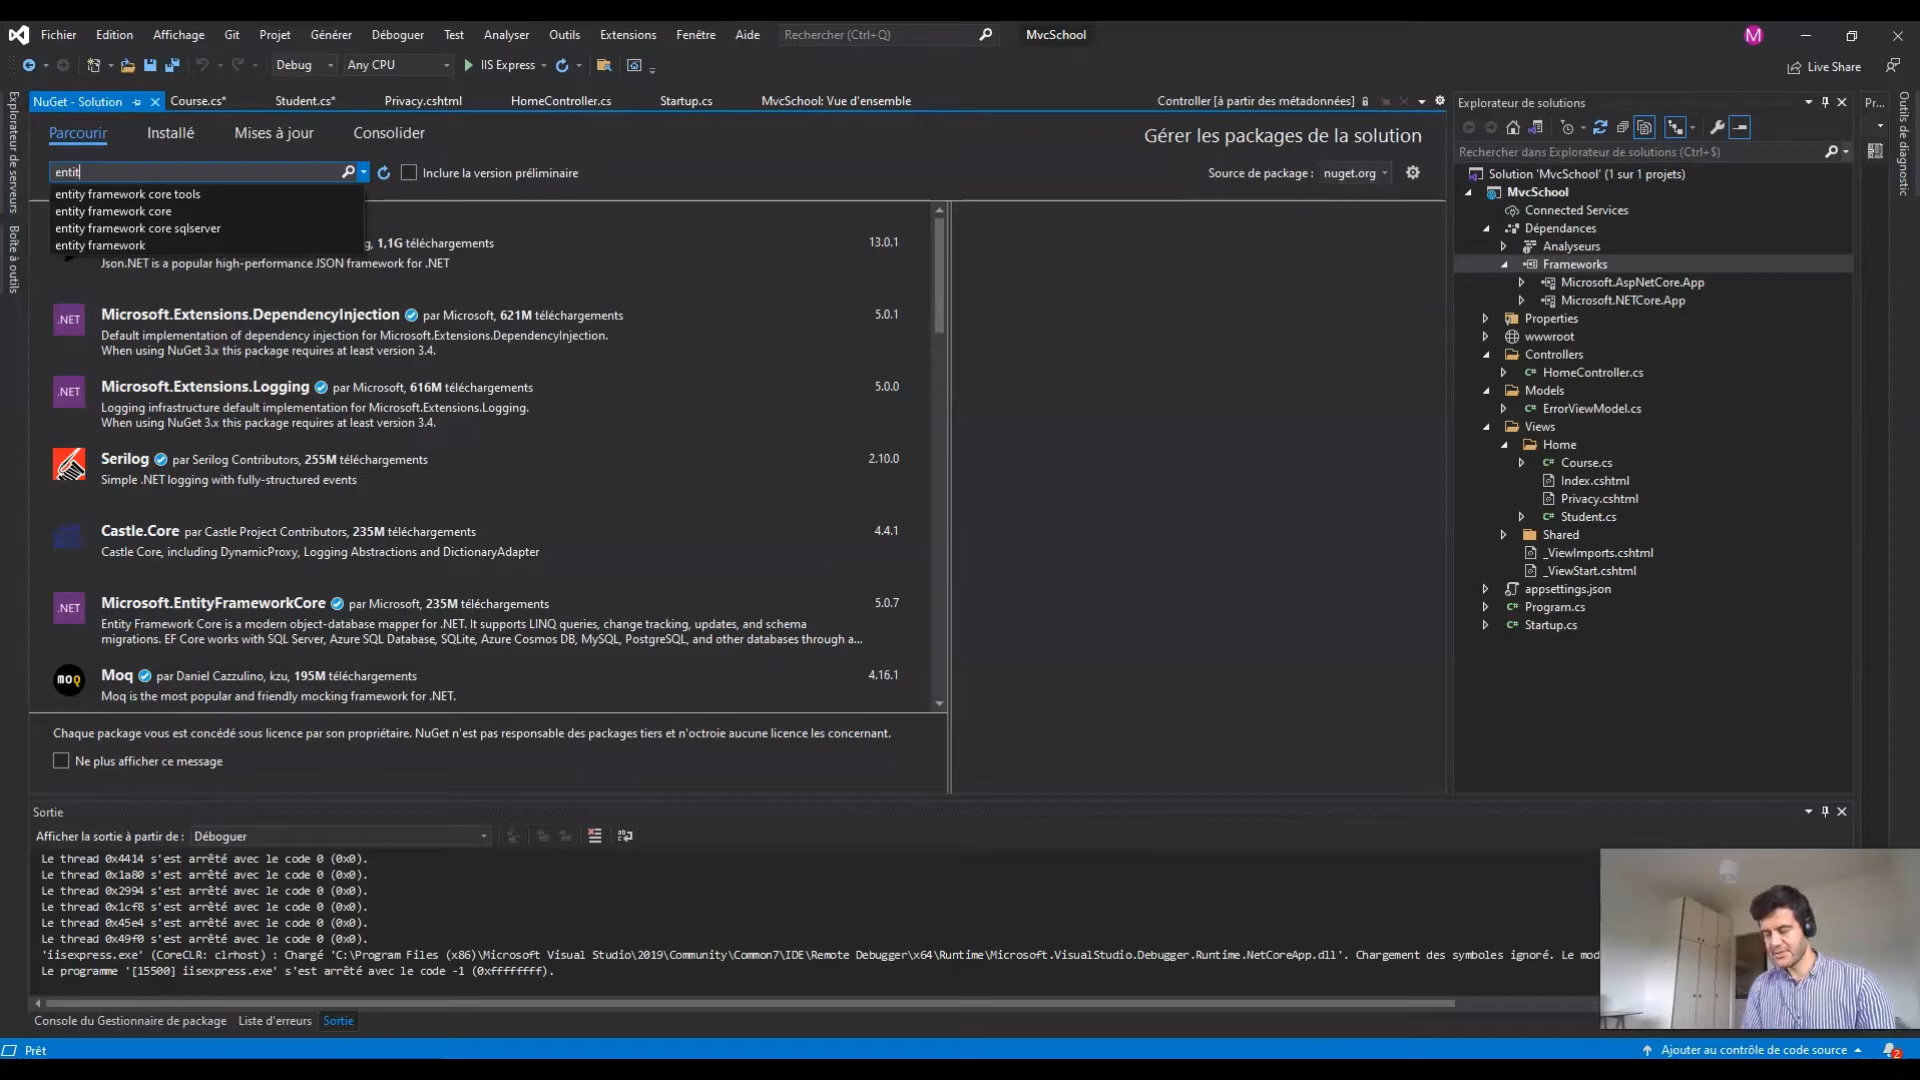 Fichier Edition Affichage Git Projet Générer Déboguer Test Analyser Outils Extensions Fenêtre Aide Rechercher (Ctrl+Q) MvcSchool M
Debug Any CPU IIS Express Live Share
NuGet - Solution Course.cs* Student.cs* Privacy.cshtml HomeController.cs Startup.cs MvcSchool: Vue d'ensemble Controller [à partir des métadonnées]
Parcourir Installé Mises à jour Consolider
Gérer les packages de la solution
entit
Inclure la version préliminaire
Source de package : nuget.org
entity framework core tools
entity framework core
entity framework core sqlserver
entity framework
g, 1,1G téléchargements 13.0.1
Json.NET is a popular high-performance JSON framework for .NET
.NET Microsoft.Extensions.DependencyInjection par Microsoft, 621M téléchargements 5.0.1
Default implementation of dependency injection for Microsoft.Extensions.DependencyInjection.
When using NuGet 3.x this package requires at least version 3.4.
.NET Microsoft.Extensions.Logging par Microsoft, 616M téléchargements 5.0.0
Logging infrastructure default implementation for Microsoft.Extensions.Logging.
When using NuGet 3.x this package requires at least version 3.4.
Serilog par Serilog Contributors, 255M téléchargements 2.10.0
Simple .NET logging with fully-structured events
Castle.Core par Castle Project Contributors, 235M téléchargements 4.4.1
Castle Core, including DynamicProxy, Logging Abstractions and DictionaryAdapter
.NET Microsoft.EntityFrameworkCore par Microsoft, 235M téléchargements 5.0.7
Entity Framework Core is a modern object-database mapper for .NET. It supports LINQ queries, change tracking, updates, and schema
migrations. EF Core works with SQL Server, Azure SQL Database, SQLite, Azure Cosmos DB, MySQL, PostgreSQL, and other databases through a...
MOQ Moq par Daniel Cazzulino, kzu, 195M téléchargements 4.16.1
Moq is the most popular and friendly mocking framework for .NET.
Chaque package vous est concédé sous licence par son propriétaire. NuGet n'est pas responsable des packages tiers et n'octroie aucune licence les concernant.
Ne plus afficher ce message
Explorateur de serveurs
Boîte à outils
Explorateur de solutions
Rechercher dans Explorateur de solutions (Ctrl+$)
Solution 'MvcSchool' (1 sur 1 projets)
MvcSchool
Connected Services
Dépendances
Analyseurs
Frameworks
Microsoft.AspNetCore.App
Microsoft.NETCore.App
Properties
wwwroot
Controllers
C# HomeController.cs
Models
C# ErrorViewModel.cs
Views
Home
C# Course.cs
Index.cshtml
Privacy.cshtml
C# Student.cs
Shared
_ViewImports.cshtml
_ViewStart.cshtml
appsettings.json
C# Program.cs
C# Startup.cs
Pr...
Outils de diagnostic
Sortie
Afficher la sortie à partir de : Déboguer
Le thread 0x4414 s'est arrêté avec le code 0 (0x0).
Le thread 0x1a80 s'est arrêté avec le code 0 (0x0).
Le thread 0x2994 s'est arrêté avec le code 0 (0x0).
Le thread 0x1cf8 s'est arrêté avec le code 0 (0x0).
Le thread 0x45e4 s'est arrêté avec le code 0 (0x0).
Le thread 0x49f0 s'est arrêté avec le code 0 (0x0).
'iisexpress.exe' (CoreCLR: clrhost) : Chargé 'C:\Program Files (x86)\Microsoft Visual Studio\2019\Community\Common7\IDE\Remote Debugger\x64\Runtime\Microsoft.VisualStudio.Debugger.Runtime.NetCoreApp.dll'. Chargement des symboles ignoré. Le mod
Le programme '[15500] iisexpress.exe' s'est arrêté avec le code -1 (0xffffffff).
Console du Gestionnaire de package Liste d'erreurs Sortie
Prêt
Ajouter au contrôle de code source 2